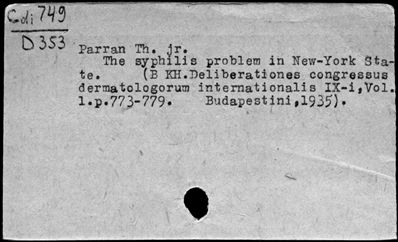 Cdi 749
D 353
Parran Th. jr.
The syphilis problem in New-York Sta-
te. (B KH.Deliberationes congressus
dermatologorum internationalis IX-i,Vol.
1.p.773-779. Budapestini,1935).